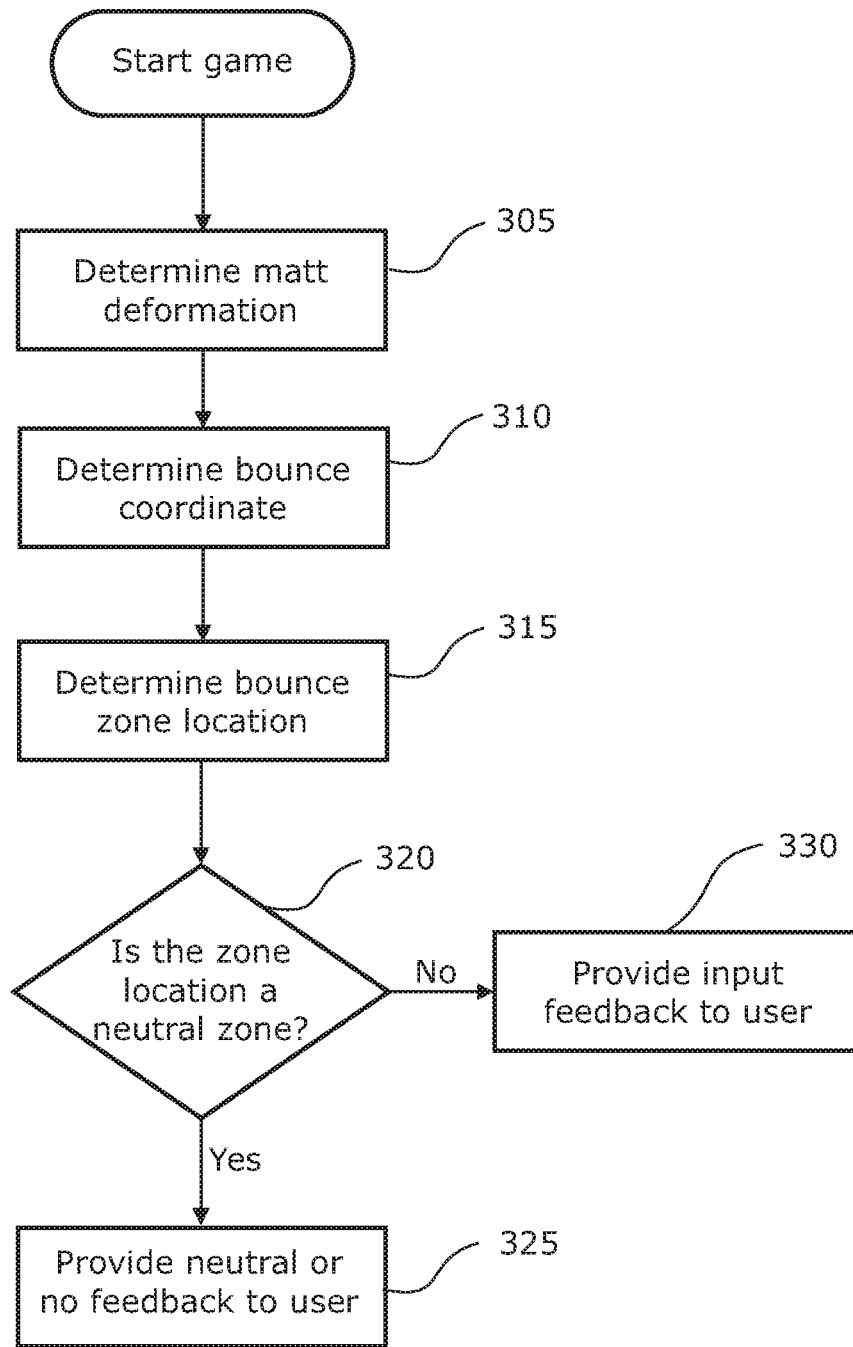 Start game
305
Determine matt
deformation
310
Determine bounce
coordinate
315
Determine bounce
zone location
320
330
Is the zone
location a
neutral zone?
No
Provide input
feedback to user
Yes
325
Provide neutral or
no feedback to user